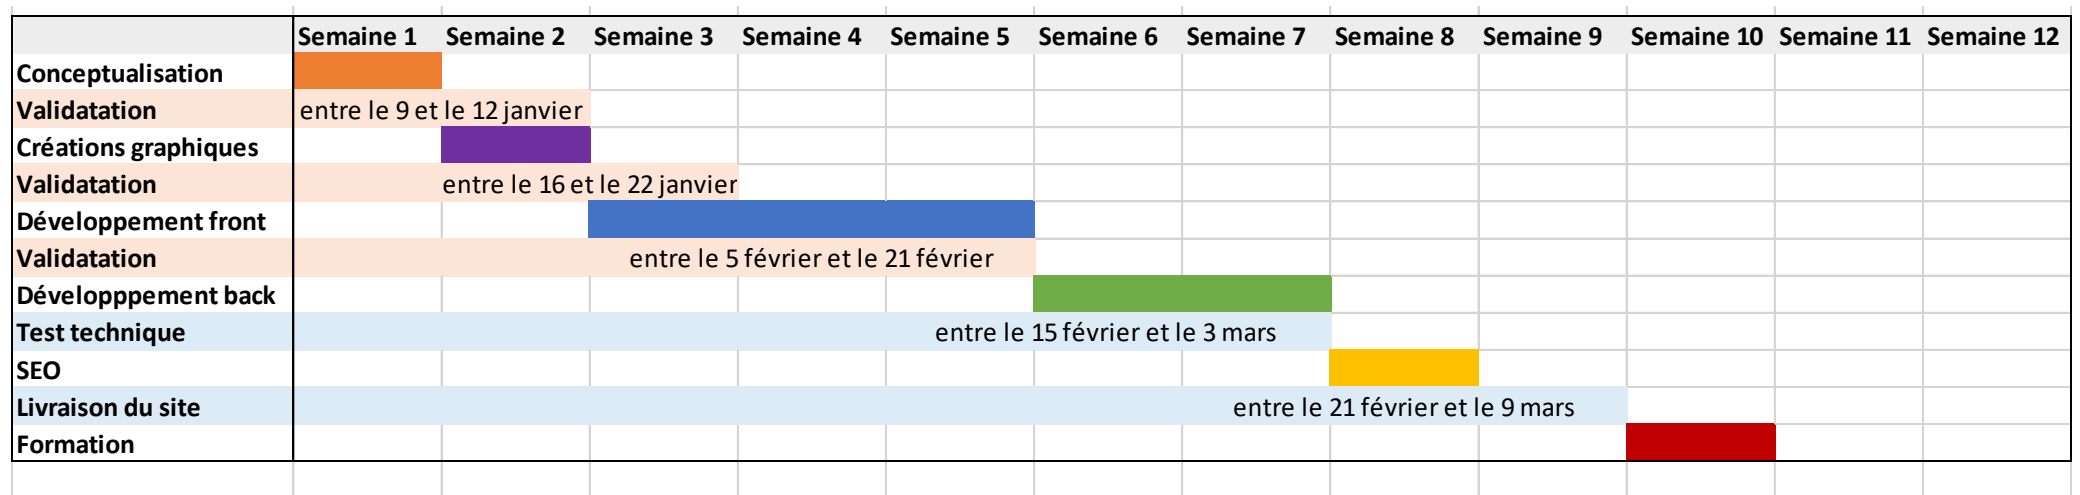 Semaine 1 Semaine 2 Semaine 3 Semaine 4 Semaine 5 Semaine 6 Semaine 7 Semaine 8 Semaine 9 Semaine 10 Semaine 11 Semaine 12
Conceptualisation
Validatation entre le 9 et le 12 janvier
Créations graphiques
Validatation entre le 16 et le 22 janvier
Développement front
Validatation entre le 5 février et le 21 février
Développpement back
Test technique entre le 15 février et le 3 mars
SEO
Livraison du site entre le 21 février et le 9 mars
Formation